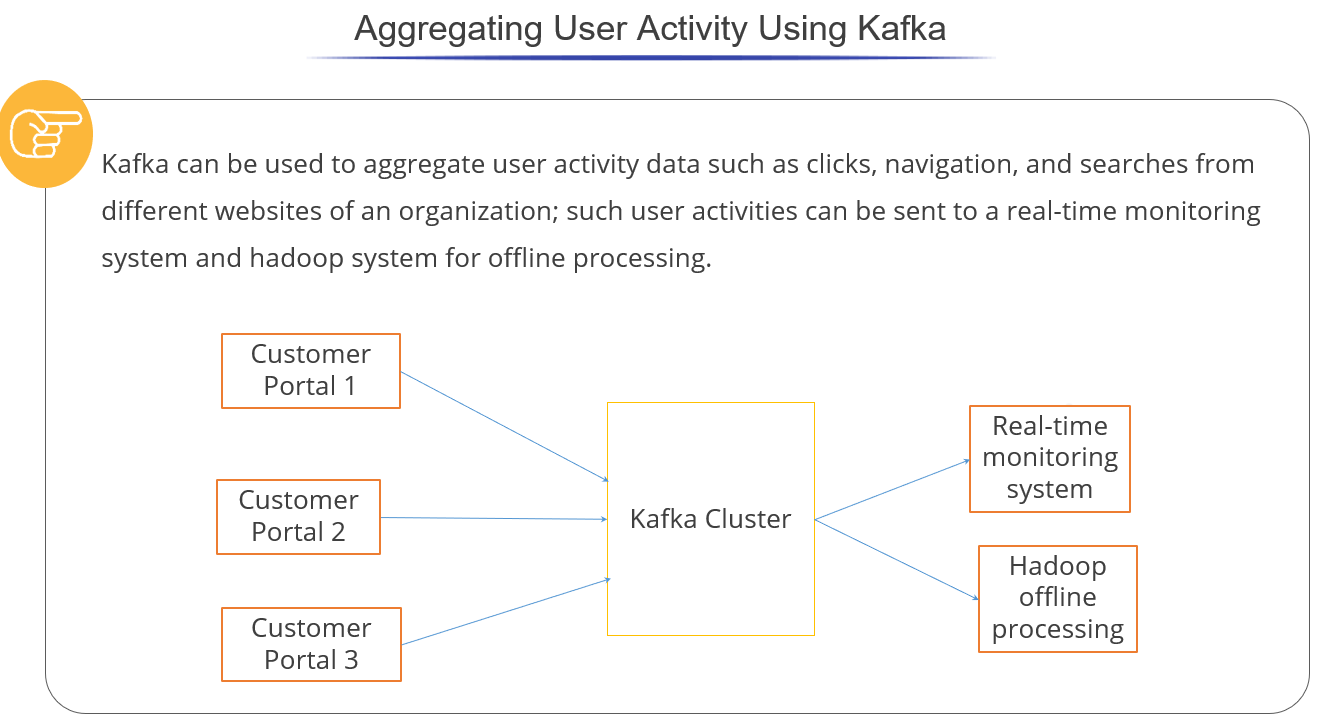 Aggregating User Activity Using Kafka
Kafka can be used to aggregate user activity data such as clicks, navigation, and searches from
different websites of an organization; such user activities can be sent to a real-time monitoring
system and hadoop system for offline processing.
Customer
Portal 1
Customer
Portal 2
Customer
Portal 3
Kafka Cluster
Real-time
monitoring
system
Hadoop
offline
processing